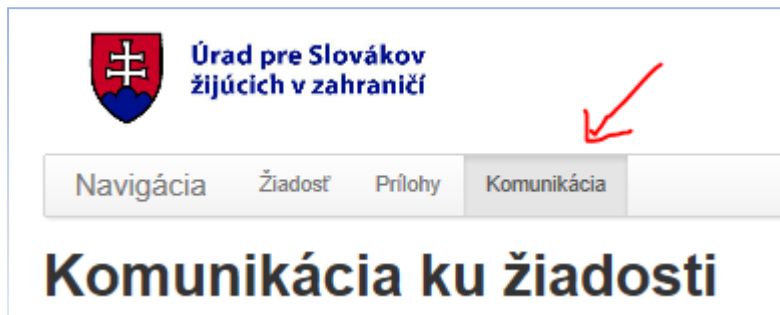 Úrad pre Slovákov
žijúcich v zahraničí
Navigácia Žiadosť Prílohy Komunikácia
Komunikácia ku žiadosti